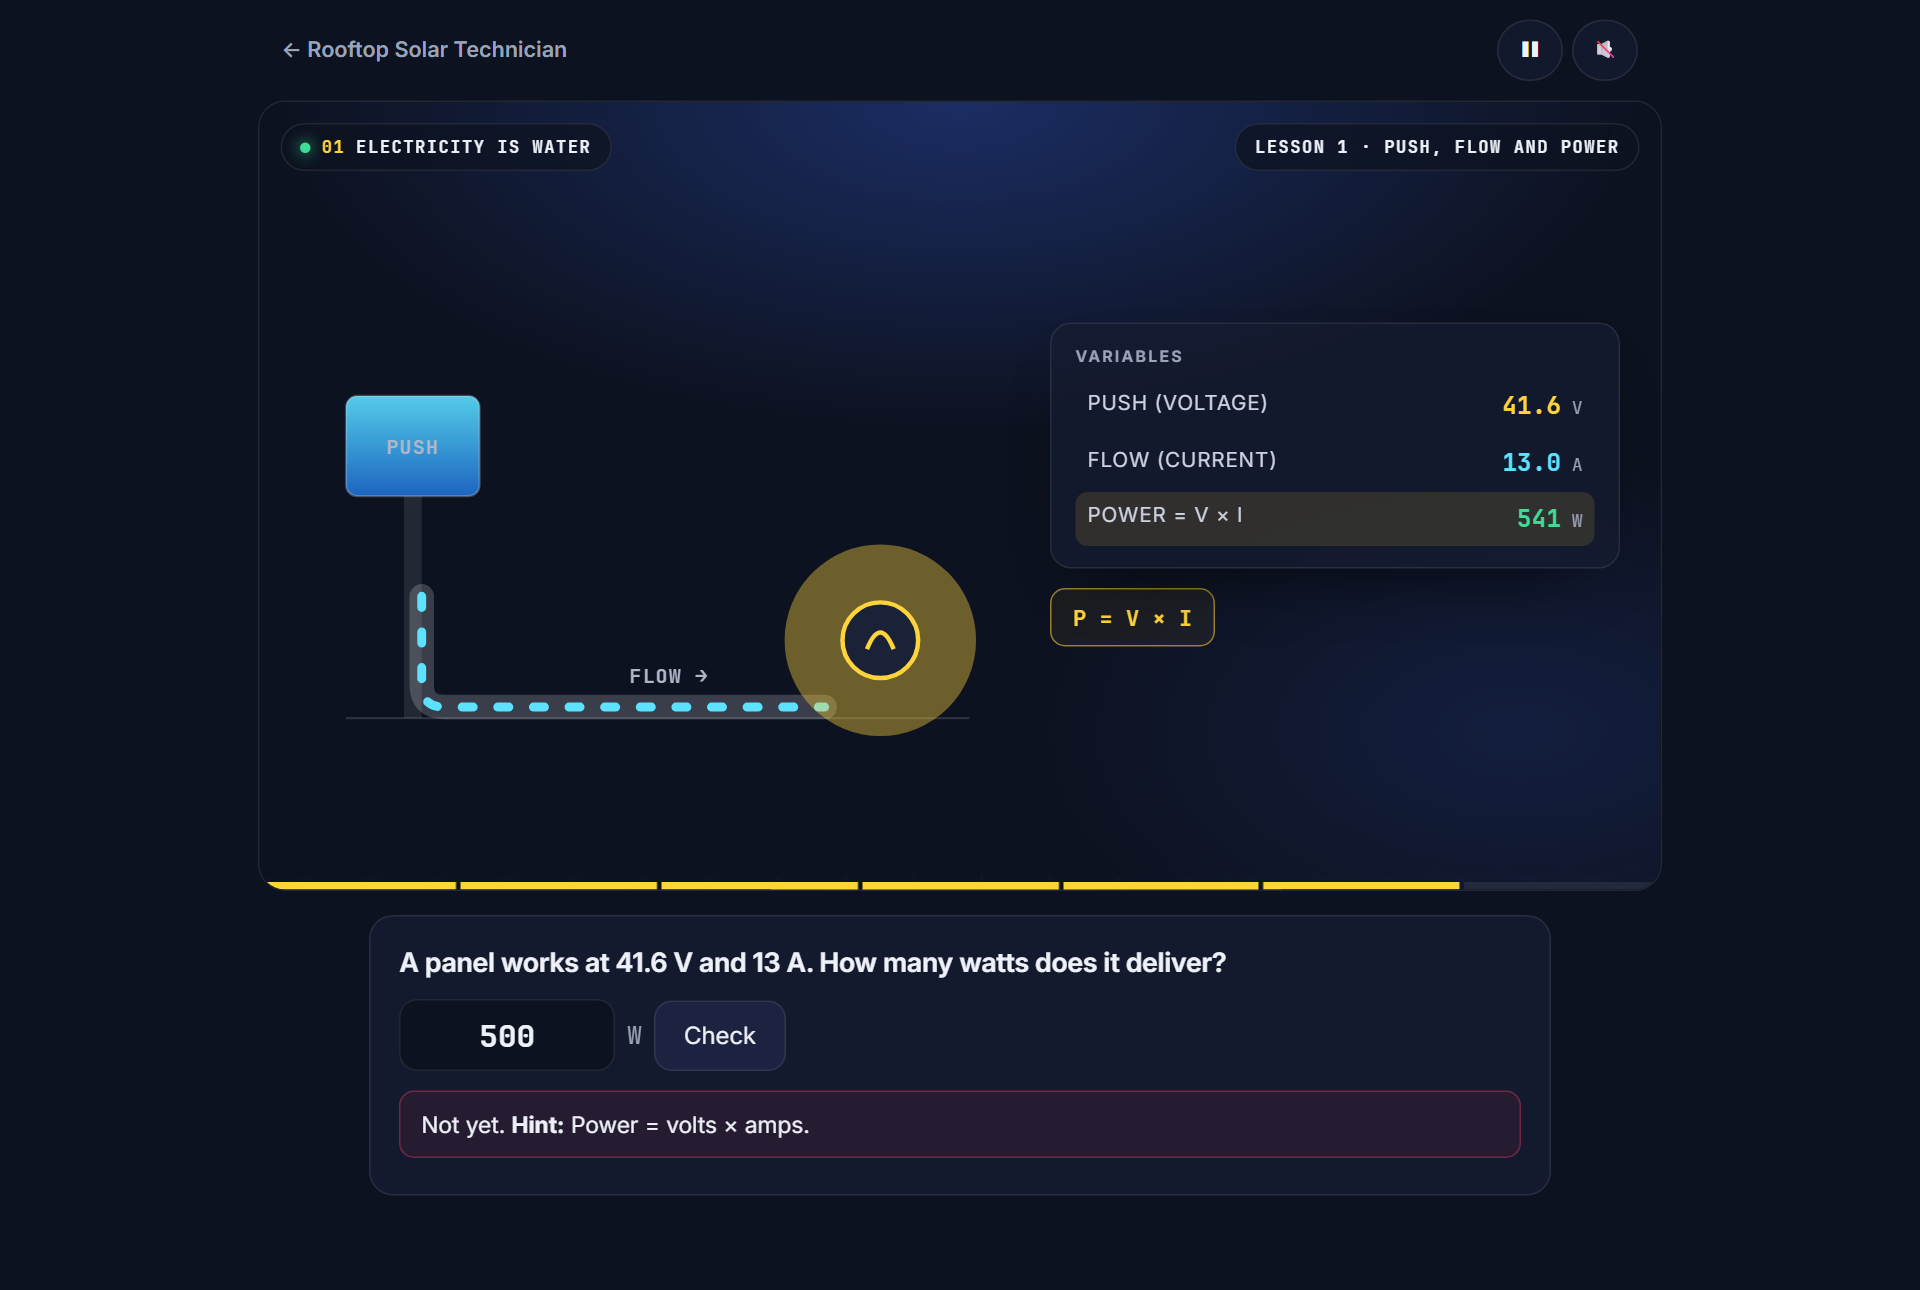 ← Rooftop Solar Technician
01 ELECTRICITY IS WATER
LESSON 1 · PUSH, FLOW AND POWER
PUSH
FLOW →
VARIABLES
PUSH (VOLTAGE) 41.6 V
FLOW (CURRENT) 13.0 A
POWER = V × I 541 W
P = V × I
A panel works at 41.6 V and 13 A. How many watts does it deliver?
500 W Check
Not yet. Hint: Power = volts × amps.